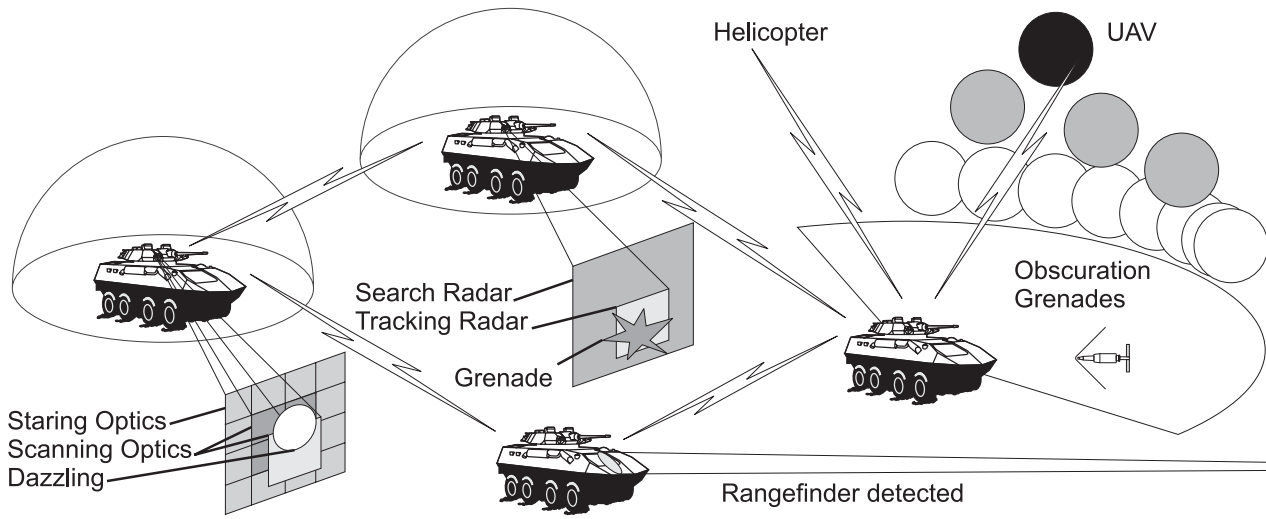 Helicopter
UAV
Obscuration
Grenades
Search Radar
Tracking Radar
Grenade
Staring Optics
Scanning Optics
Dazzling
Rangefinder detected